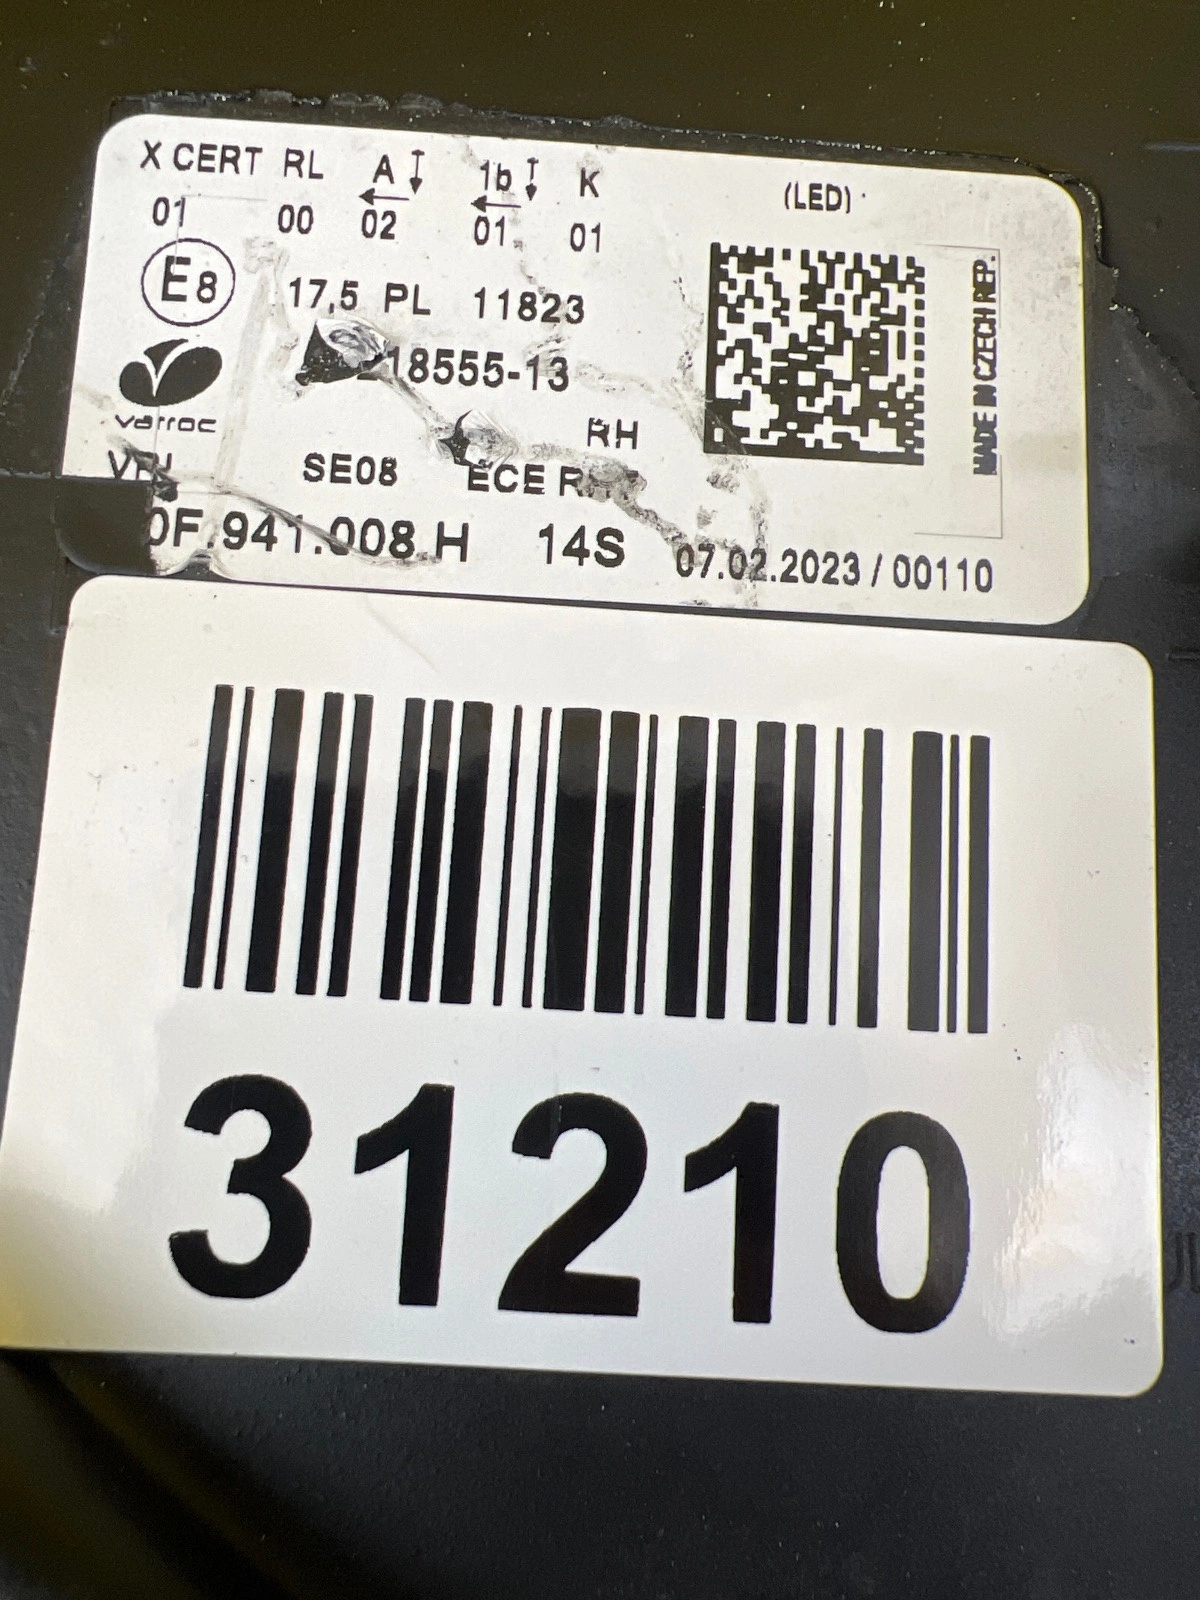 X CERT RL A 1b K (LED)
01 00 02 01 01
E8 17,5 PL 11823
18555-13
varroc
RH
SE08 ECE
0F.941.008 H 14S 07.02.2023 / 00110
MADE IN CZECH REP.
31210